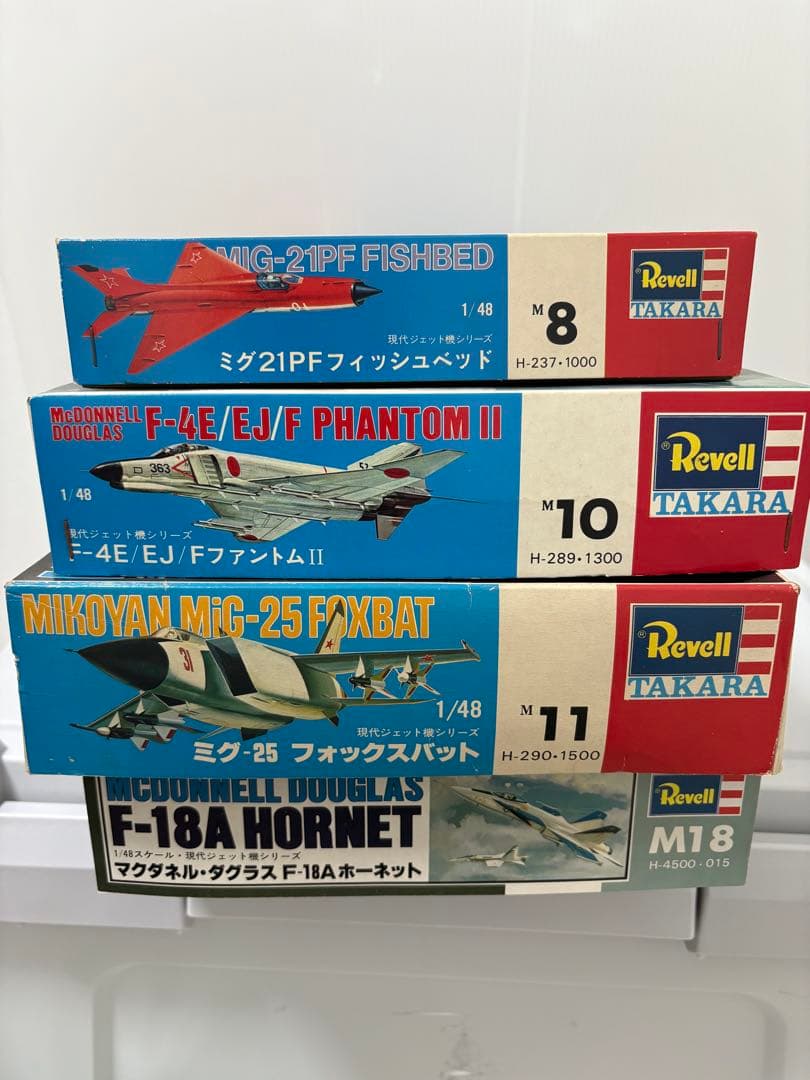 MIG-21PF FISHBED
1/48
現代ジェット機シリーズ
ミグ21PFフィッシュベッド
M8
H-237・1000
Revell
TAKARA
McDONNELL DOUGLAS F-4E/EJ/F PHANTOM II
363
1/48
現代ジェット機シリーズ
F-4E/EJ/FファントムII
M10
H-289・1300
®Revell
TAKARA
MIKOYAN MiG-25 FOXBAT
31
1/48
現代ジェット機シリーズ
ミグ-25 フォックスバット
M11
H-290・1500
®Revell
TAKARA
MCDONNELL DOUGLAS
F-18A HORNET
1/48スケール・現代ジェット機シリーズ
マクダネル・ダグラス F-18Aホーネット
Revell
M18
H-4500・015